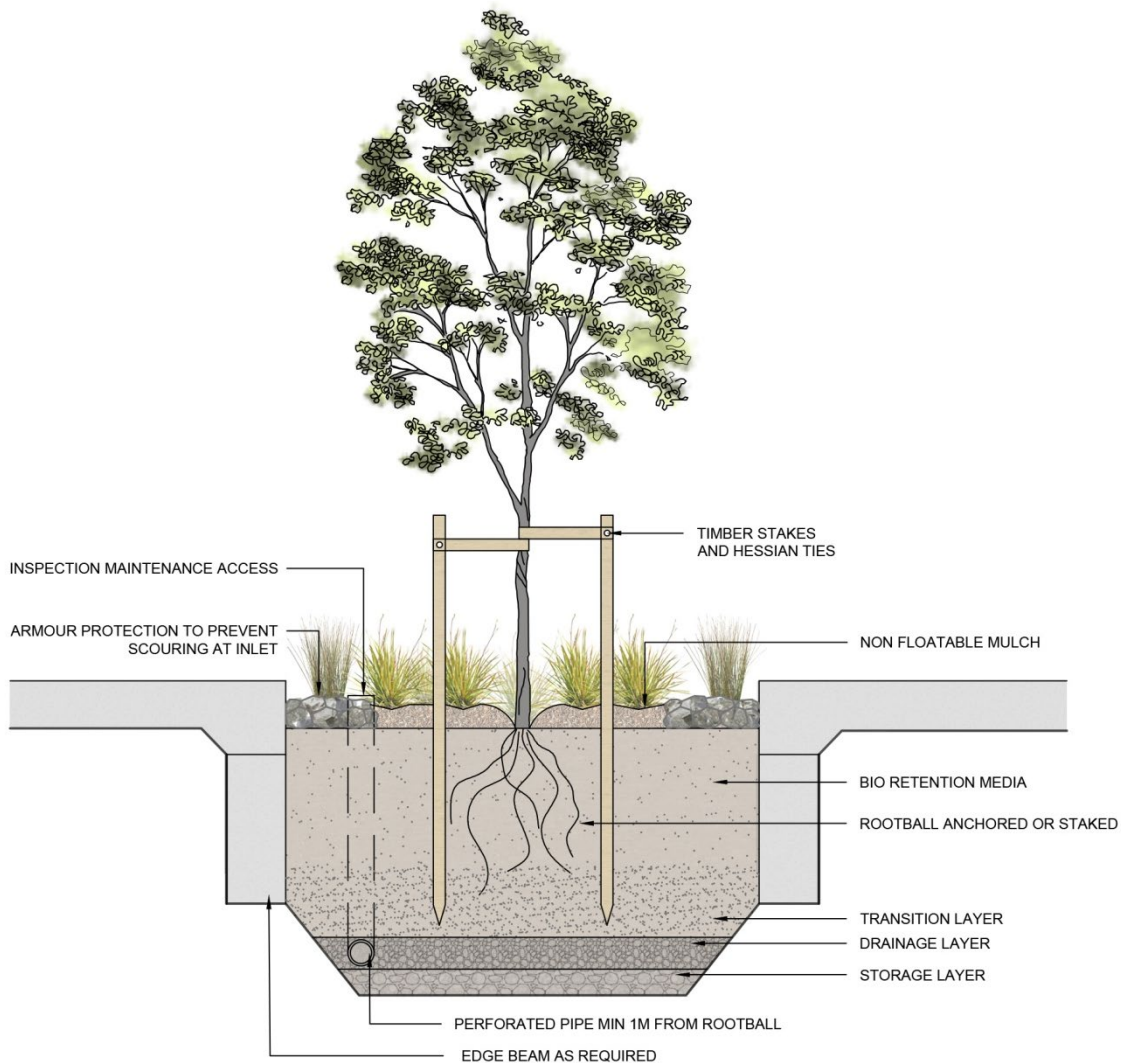 TIMBER STAKES
AND HESSIAN TIES
INSPECTION MAINTENANCE ACCESS
ARMOUR PROTECTION TO PREVENT
SCOURING AT INLET
NON FLOATABLE MULCH
BIO RETENTION MEDIA
ROOTBALL ANCHORED OR STAKED
TRANSITION LAYER
DRAINAGE LAYER
STORAGE LAYER
PERFORATED PIPE MIN 1M FROM ROOTBALL
EDGE BEAM AS REQUIRED